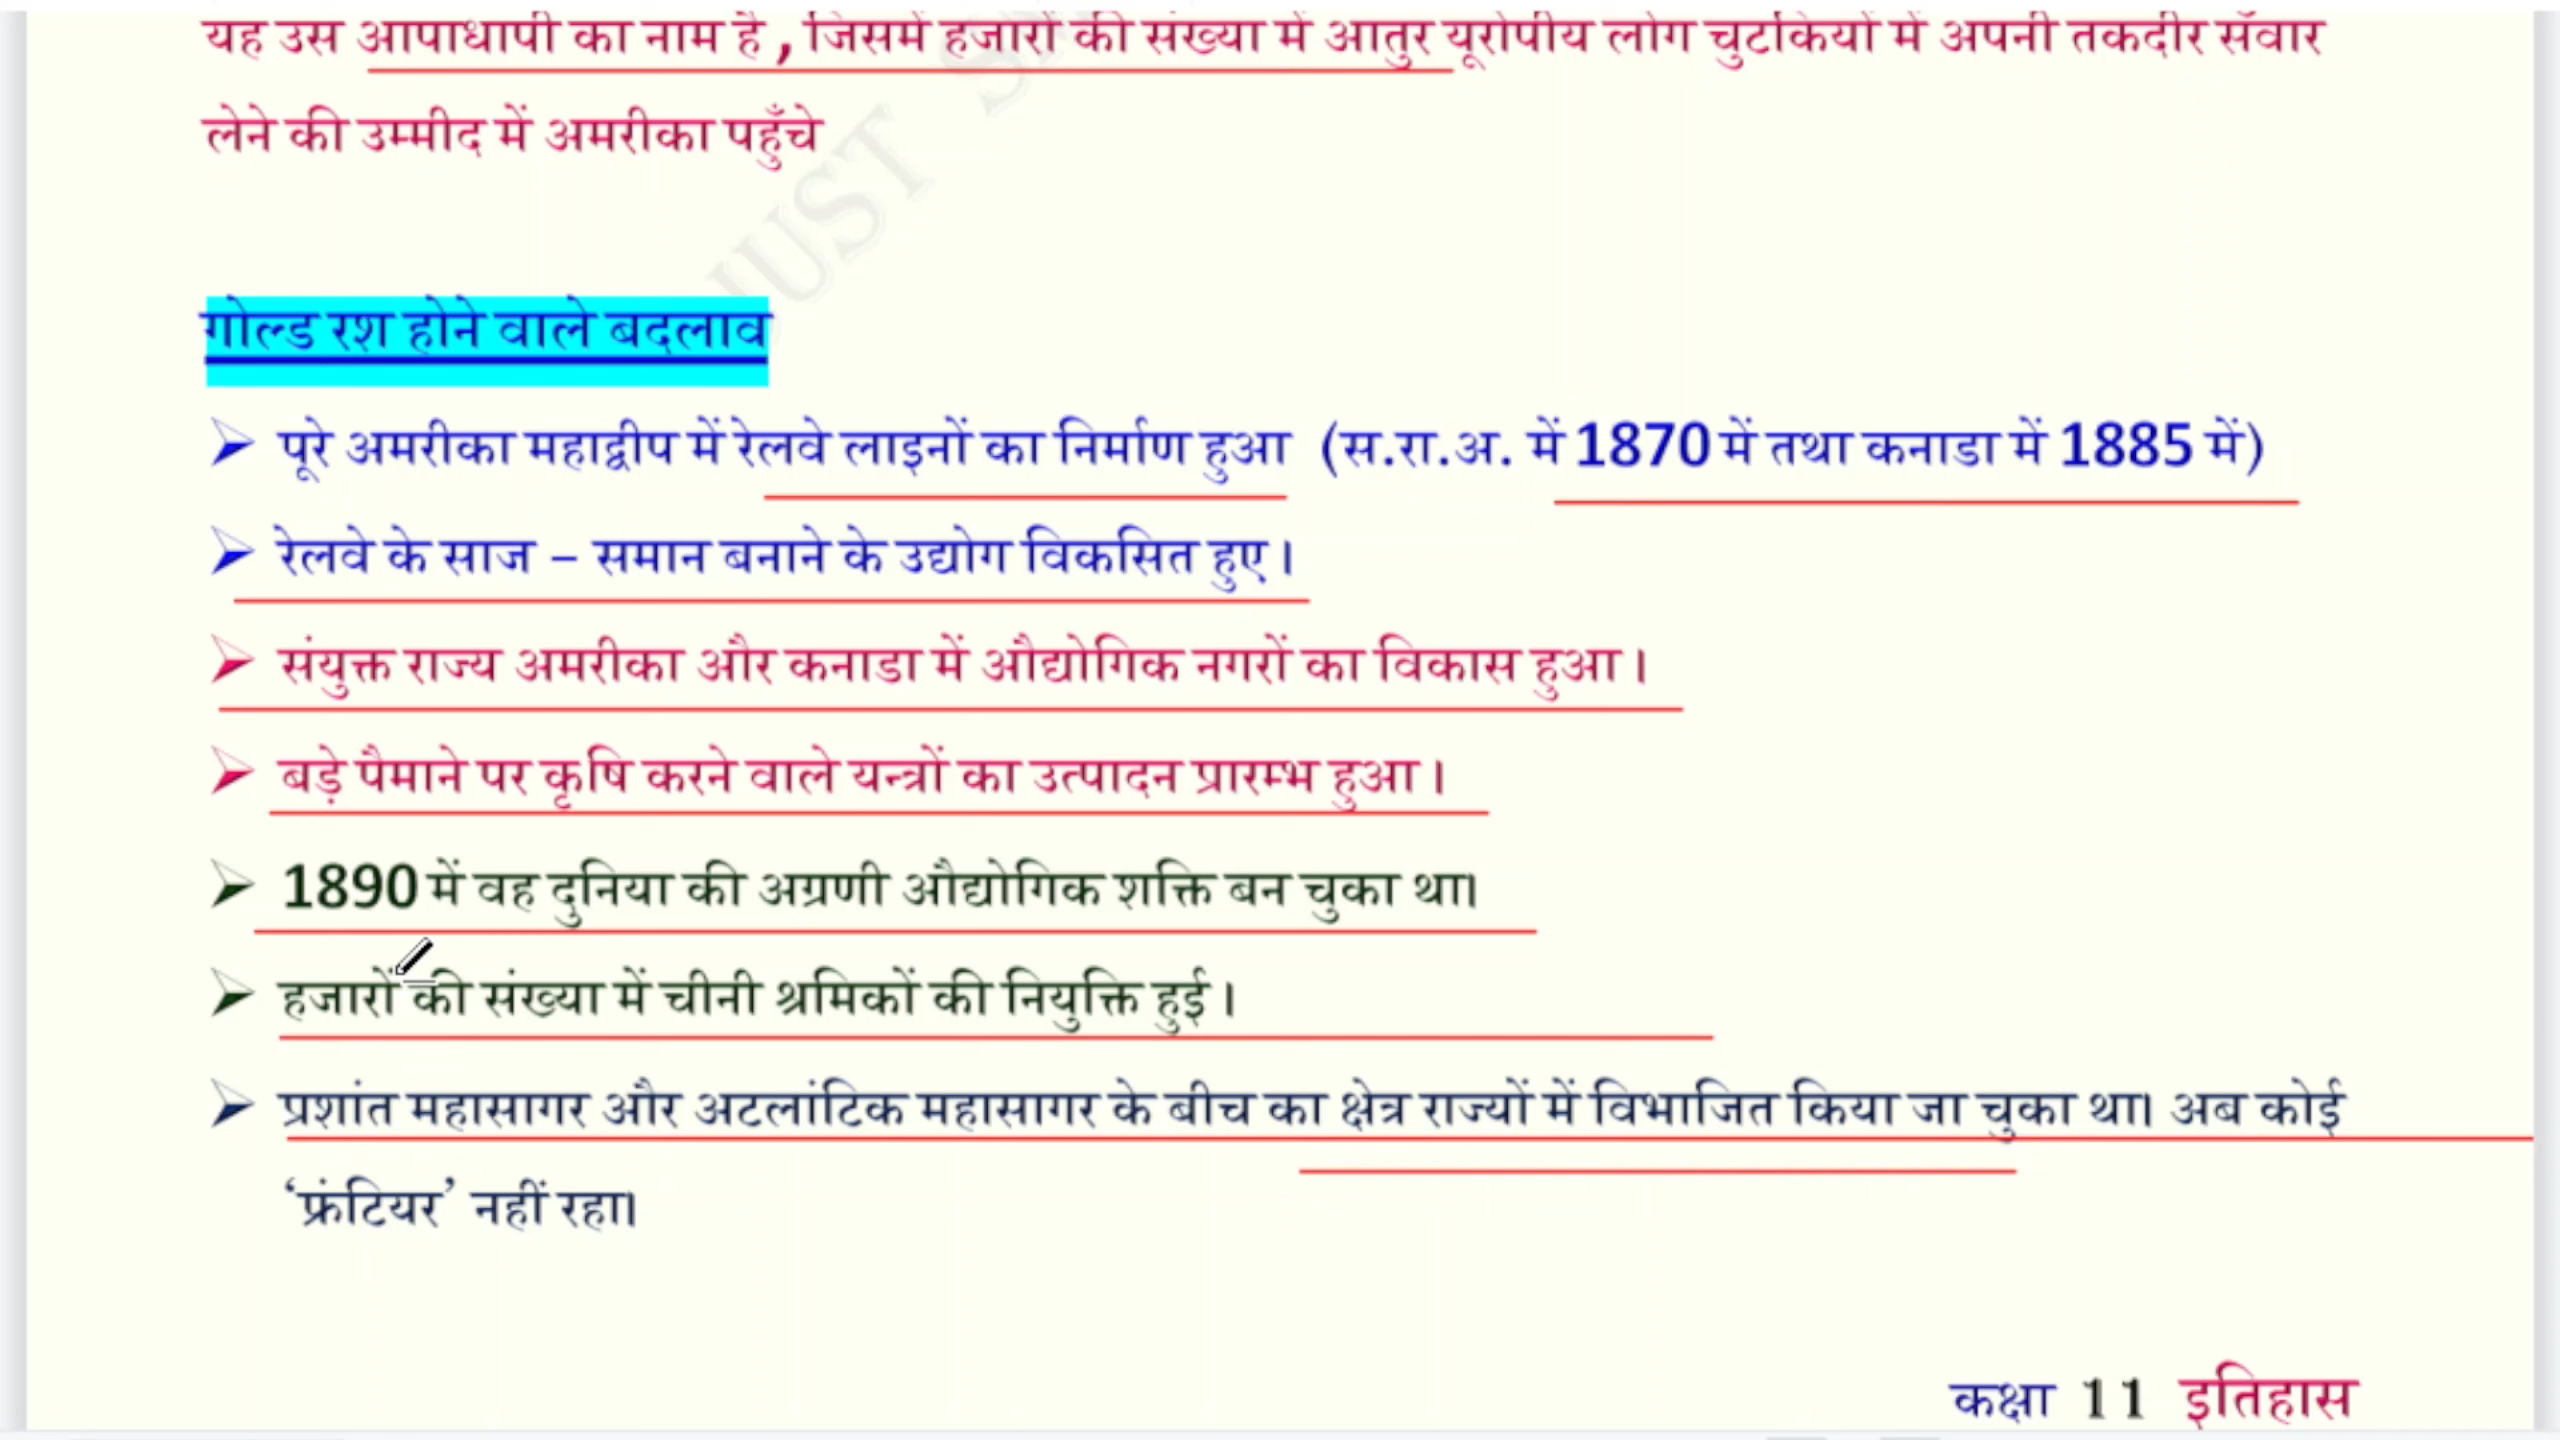 यह उस आपाधापी का नाम है , जिसमें हजारों की संख्या में आतुर यूरोपीय लोग चुटकियों में अपनी तकदीर सँवार
लेने की उम्मीद में अमरीका पहुँचे
JUST
गोल्ड रश होने वाले बदलाव
➢ पूरे अमरीका महाद्वीप में रेलवे लाइनों का निर्माण हुआ (स.रा.अ. में 1870 में तथा कनाडा में 1885 में)
➢ रेलवे के साज – समान बनाने के उद्योग विकसित हुए।
➢ संयुक्त राज्य अमरीका और कनाडा में औद्योगिक नगरों का विकास हुआ।
➢ बड़े पैमाने पर कृषि करने वाले यन्त्रों का उत्पादन प्रारम्भ हुआ।
➢ 1890 में वह दुनिया की अग्रणी औद्योगिक शक्ति बन चुका था।
➢ हजारों की संख्या में चीनी श्रमिकों की नियुक्ति हुई।
➢ प्रशांत महासागर और अटलांटिक महासागर के बीच का क्षेत्र राज्यों में विभाजित किया जा चुका था। अब कोई
‘फ्रंटियर’ नहीं रहा।
कक्षा 11 इतिहास